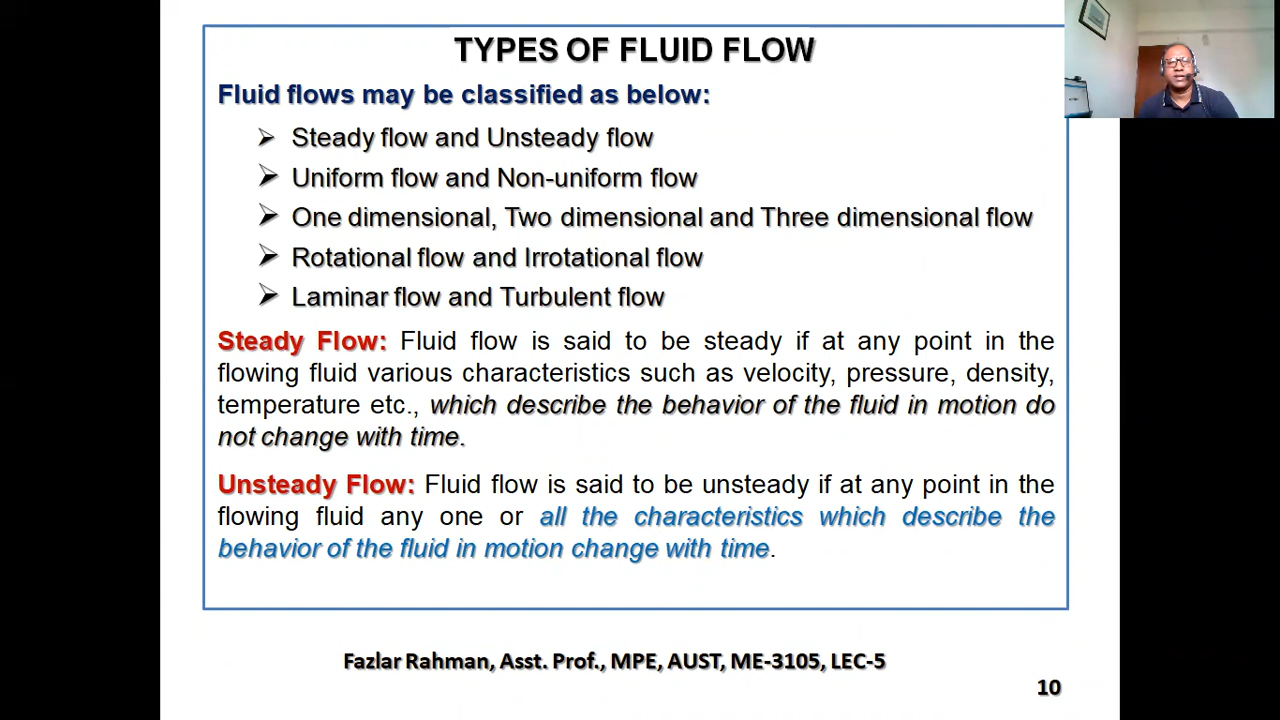 TYPES OF FLUID FLOW
Fluid flows may be classified as below:
➢ Steady flow and Unsteady flow
➢ Uniform flow and Non-uniform flow
➢ One dimensional, Two dimensional and Three dimensional flow
➢ Rotational flow and Irrotational flow
➢ Laminar flow and Turbulent flow
Steady Flow: Fluid flow is said to be steady if at any point in the
flowing fluid various characteristics such as velocity, pressure, density,
temperature etc., which describe the behavior of the fluid in motion do
not change with time.
Unsteady Flow: Fluid flow is said to be unsteady if at any point in the
flowing fluid any one or all the characteristics which describe the
behavior of the fluid in motion change with time.
Fazlar Rahman, Asst. Prof., MPE, AUST, ME-3105, LEC-5
10